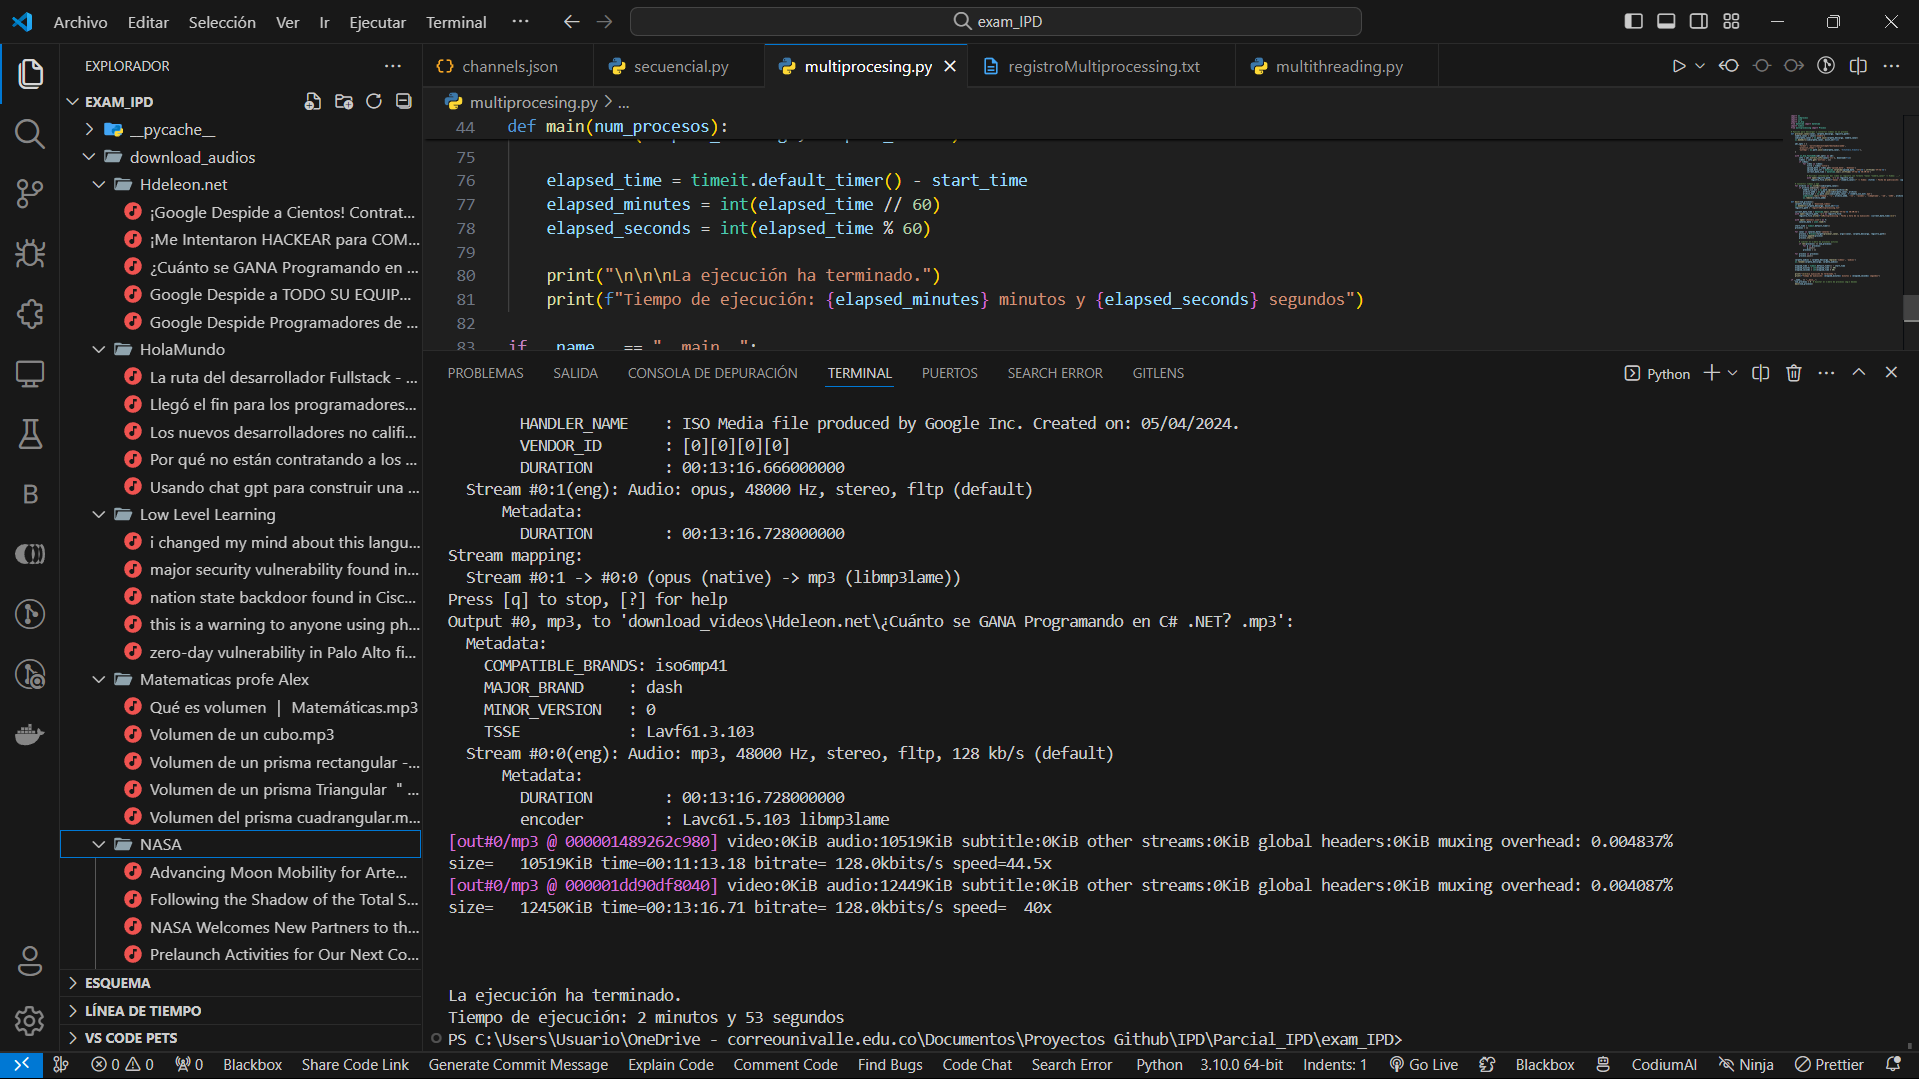 Archivo Editar Selección Ver Ir Ejecutar Terminal ··· exam_IPD
EXPLORADOR
EXAM_IPD
__pycache__
download_audios
Hdeleon.net
¡Google Despide a Cientos! Contrat...
¡Me Intentaron HACKEAR para COM...
¿Cuánto se GANA Programando en ...
Google Despide a TODO SU EQUIP...
Google Despide Programadores de ...
HolaMundo
La ruta del desarrollador Fullstack - ...
Llegó el fin para los programadores...
Los nuevos desarrolladores no califi...
Por qué no están contratando a los ...
Usando chat gpt para construir una ...
Low Level Learning
i changed my mind about this langu...
major security vulnerability found in...
nation state backdoor found in Cisc...
this is a warning to anyone using ph...
zero-day vulnerability in Palo Alto fi...
Matematicas profe Alex
Qué es volumen | Matemáticas.mp3
Volumen de un cubo.mp3
Volumen de un prisma rectangular -...
Volumen de un prisma Triangular " ...
Volumen del prisma cuadrangular.m...
NASA
Advancing Moon Mobility for Arte...
Following the Shadow of the Total S...
NASA Welcomes New Partners to th...
Prelaunch Activities for Our Next Co...
ESQUEMA
LÍNEA DE TIEMPO
VS CODE PETS
channels.json secuencial.py multiprocesing.py registroMultiprocessing.txt multithreading.py
multiprocesing.py > ...
44 def main(num_procesos):
75
76 elapsed_time = timeit.default_timer() - start_time
77 elapsed_minutes = int(elapsed_time // 60)
78 elapsed_seconds = int(elapsed_time % 60)
79
80 print("\n\n\nLa ejecución ha terminado.")
81 print(f"Tiempo de ejecución: {elapsed_minutes} minutos y {elapsed_seconds} segundos")
82
83 if __name__ == "__main__":
PROBLEMAS SALIDA CONSOLA DE DEPURACIÓN TERMINAL PUERTOS SEARCH ERROR GITLENS Python
HANDLER_NAME : ISO Media file produced by Google Inc. Created on: 05/04/2024.
VENDOR_ID : [0][0][0][0]
DURATION : 00:13:16.666000000
Stream #0:1(eng): Audio: opus, 48000 Hz, stereo, fltp (default)
Metadata:
DURATION : 00:13:16.728000000
Stream mapping:
Stream #0:1 -> #0:0 (opus (native) -> mp3 (libmp3lame))
Press [q] to stop, [?] for help
Output #0, mp3, to 'download_videos\Hdeleon.net\¿Cuánto se GANA Programando en C# .NET? .mp3':
Metadata:
COMPATIBLE_BRANDS: iso6mp41
MAJOR_BRAND : dash
MINOR_VERSION : 0
TSSE : Lavf61.3.103
Stream #0:0(eng): Audio: mp3, 48000 Hz, stereo, fltp, 128 kb/s (default)
Metadata:
DURATION : 00:13:16.728000000
encoder : Lavc61.5.103 libmp3lame
[out#0/mp3 @ 000001489262c980] video:0KiB audio:10519KiB subtitle:0KiB other streams:0KiB global headers:0KiB muxing overhead: 0.004837%
size= 10519KiB time=00:11:13.18 bitrate= 128.0kbits/s speed=44.5x
[out#0/mp3 @ 000001dd90df8040] video:0KiB audio:12449KiB subtitle:0KiB other streams:0KiB global headers:0KiB muxing overhead: 0.004087%
size= 12450KiB time=00:13:16.71 bitrate= 128.0kbits/s speed= 40x
La ejecución ha terminado.
Tiempo de ejecución: 2 minutos y 53 segundos
PS C:\Users\Usuario\OneDrive - correounivalle.edu.co\Documentos\Proyectos Github\IPD\Parcial_IPD\exam_IPD>
0 0 0 Blackbox Share Code Link Generate Commit Message Explain Code Comment Code Find Bugs Code Chat Search Error Python 3.10.0 64-bit Indents: 1 Go Live Blackbox CodiumAI Ninja Prettier